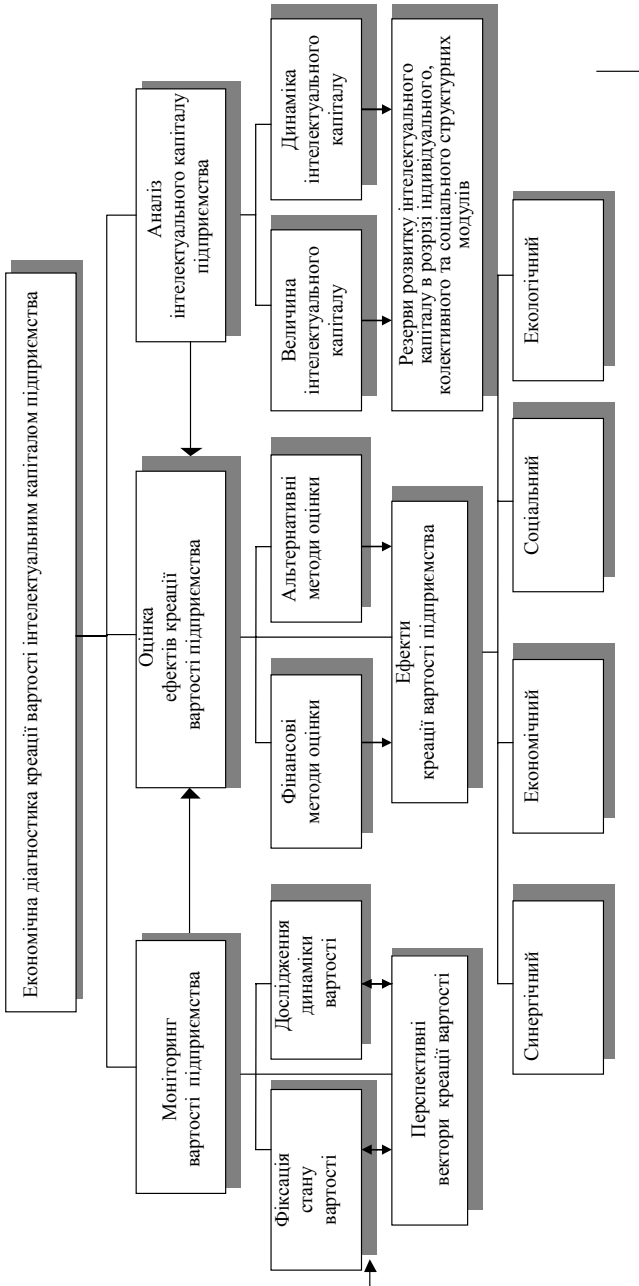 Економічна діагностика креації вартості інтелектуальним капіталом підприємства
Моніторинг
вартості підприємства
Оцінка
ефектів креації
вартості підприємства
Аналіз
інтелектуального капіталу
підприємства
Фіксація
стану
вартості
Дослідження
динаміки
вартості
Фінансові
методи оцінки
Альтернативні
методи оцінки
Величина
інтелектуального
капіталу
Динаміка
інтелектуального
капіталу
Перспективні
вектори креації вартості
Ефекти
креації вартості підприємства
Резерви розвитку інтелектуального
капіталу в розрізі індивідуального,
колективного та соціального структурних
модулів
Синергічний
Економічний
Соціальний
Екологічний